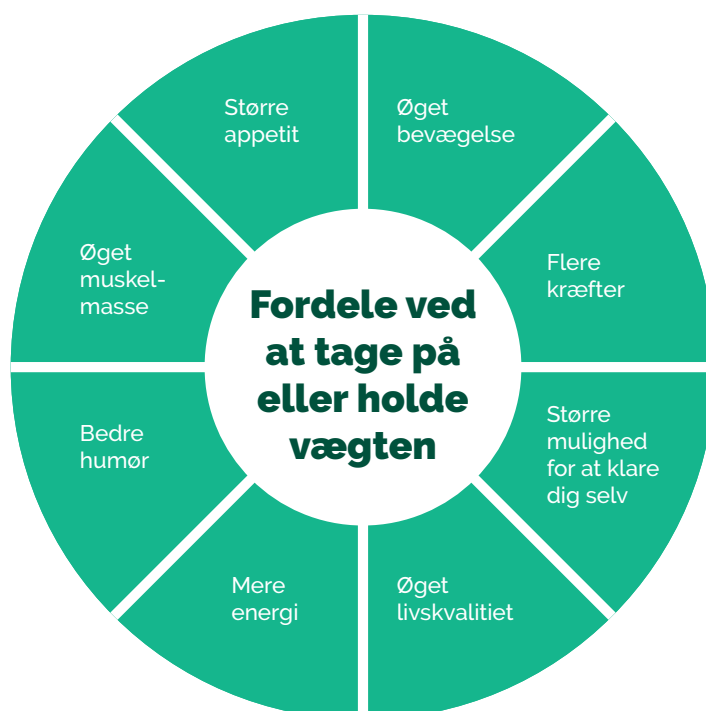 Fordele ved
at tage på
eller holde
vægten
Øget
bevægelse
Flere
kræfter
Større
mulighed
for at klare
dig selv
Øget
livskvalitiet
Mere
energi
Bedre
humør
Øget
muskel-
masse
Større
appetit